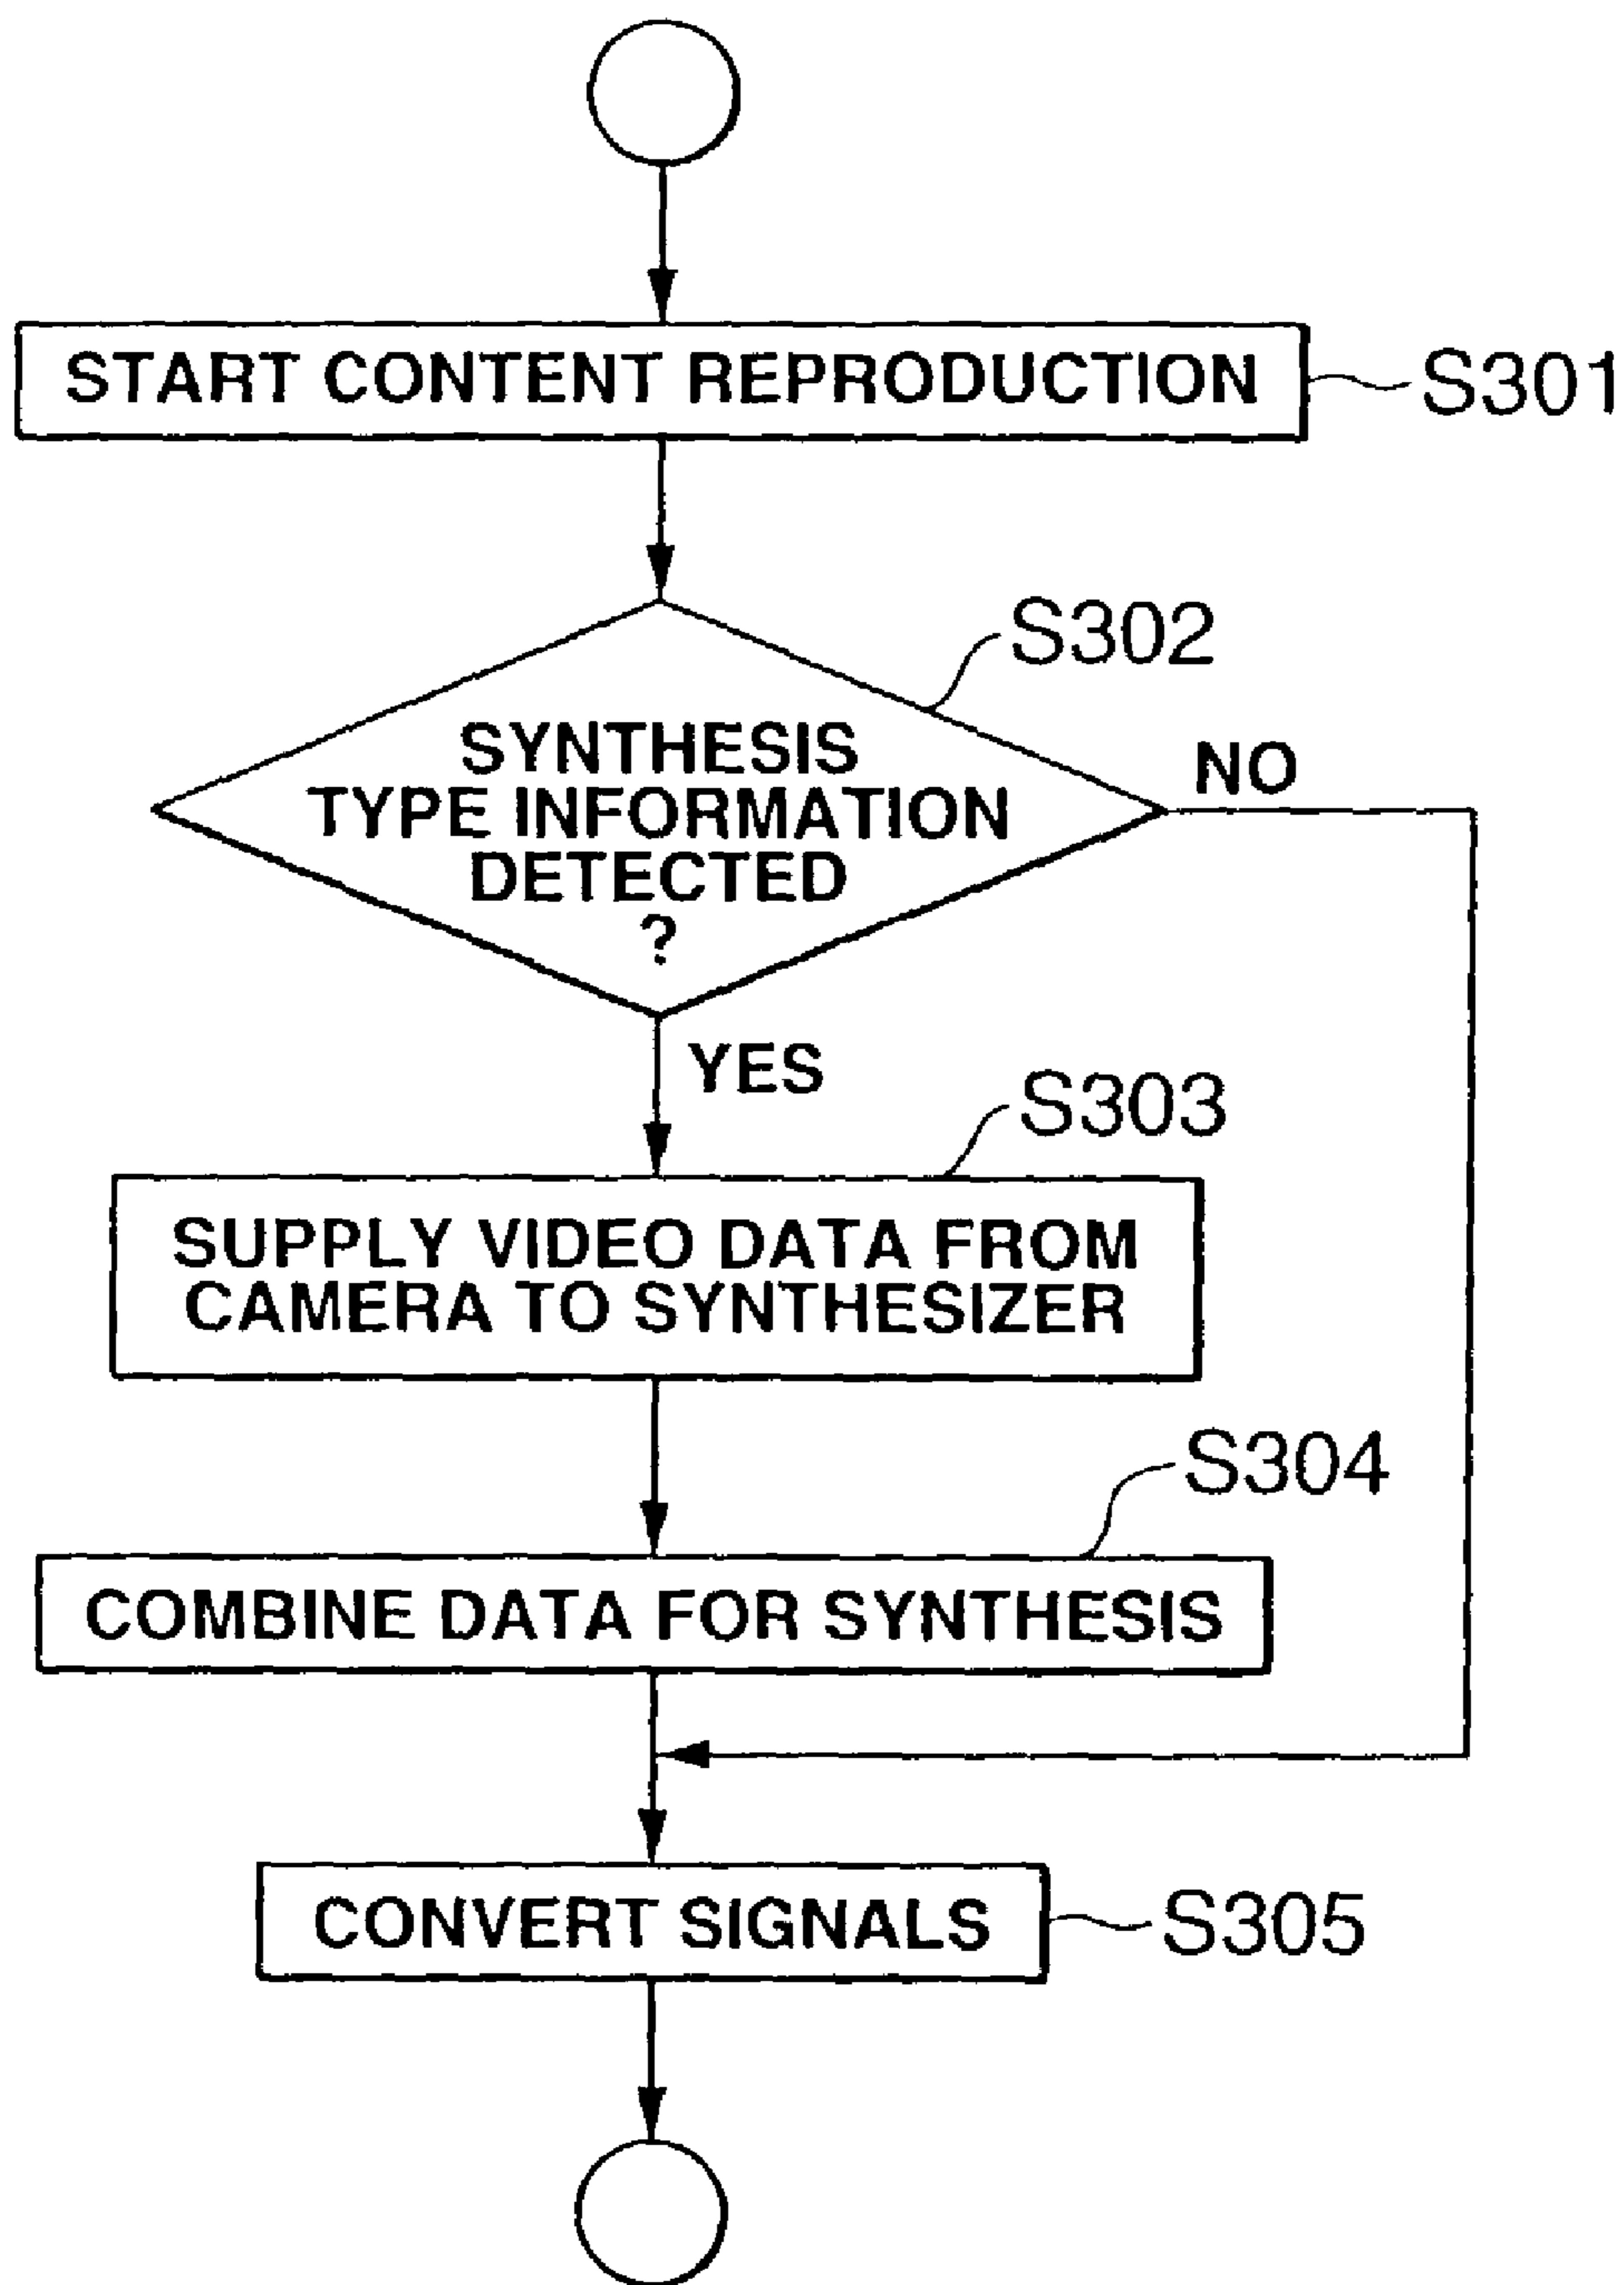 START CONTENT REPRODUCTION
S301
S302
SYNTHESIS
TYPE INFORMATION
DETECTED
?
NO
YES
S303
SUPPLY VIDEO DATA FROM
CAMERA TO SYNTHESIZER
S304
COMBINE DATA FOR SYNTHESIS
CONVERT SIGNALS
S305